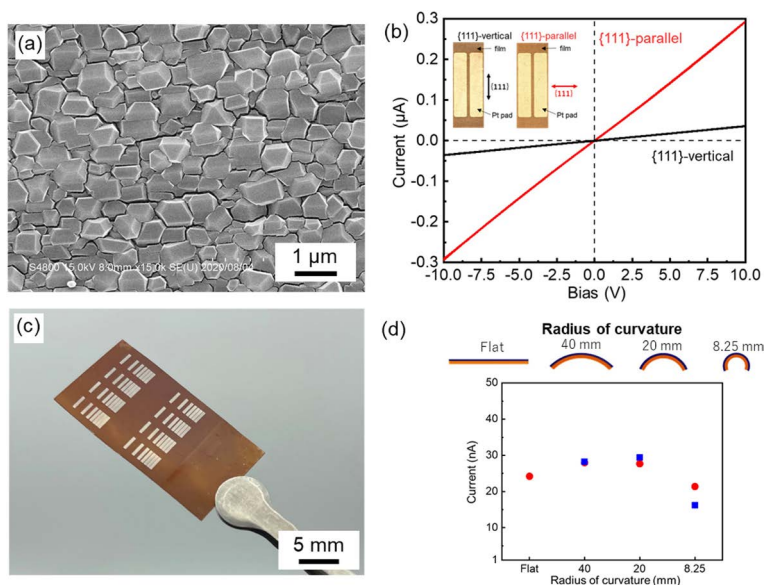 (a)
S4800 15.0kV 8.0mm x15.0k SE(U) 2020/08/0
1 µm
(b)
{111}-vertical
{111}-parallel
film
film
{111}
{111}
Pt pad
Pt pad
{111}-parallel
{111}-vertical
Current (µA)
0.3
0.2
0.1
0.0
-0.1
-0.2
-0.3
-10.0 -7.5 -5.0 -2.5 0.0 2.5 5.0 7.5 10.0
Bias (V)
(c)
5 mm
(d)
Radius of curvature
Flat
40 mm
20 mm
8.25 mm
Current (nA)
50
40
30
20
10
1
Flat 40 20 8.25
Radius of curvature (mm)